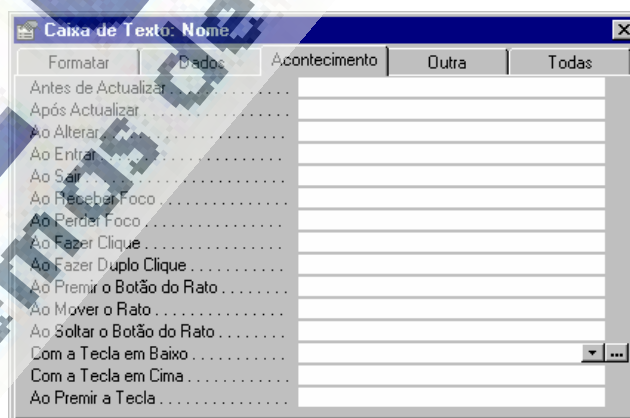 Caixa de Texto: Nome
Formatar Dados Acontecimento Outra Todas
Antes de Actualizar
Após Actualizar
Ao Alterar
Ao Entrar
Ao Sair
Ao Receber Foco
Ao Perder Foco
Ao Fazer Clique
Ao Fazer Duplo Clique
Ao Premir o Botão do Rato
Ao Mover o Rato
Ao Soltar o Botão do Rato
Com a Tecla em Baixo
Com a Tecla em Cima
Ao Premir a Tecla